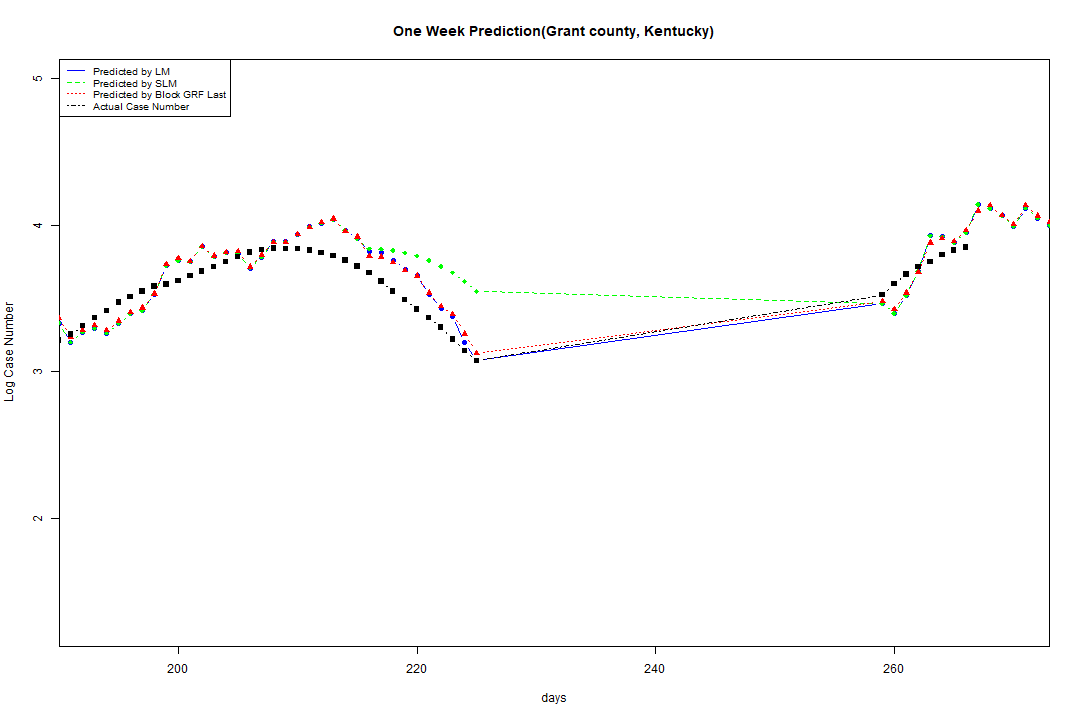 One Week Prediction(Grant county, Kentucky)
Predicted by LM
Predicted by SLM
Predicted by Block GRF Last
Actual Case Number
5
4
3
2
Log Case Number
200 220 240 260
days